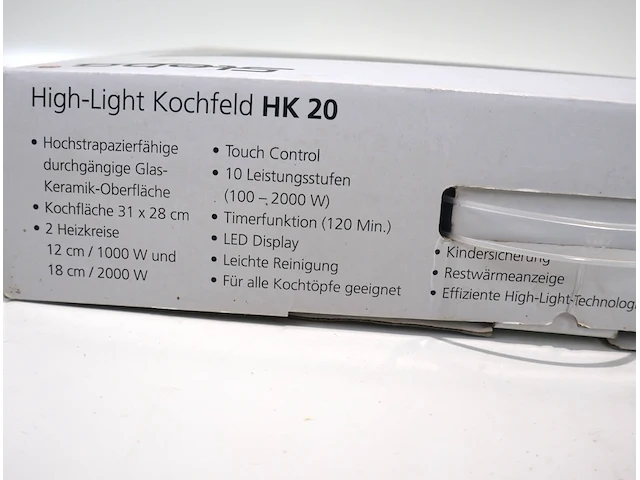 High-Light Kochfeld HK 20
• Hochstrapazierfähige
durchgängige Glas-
Keramik-Oberfläche
• Kochfläche 31 x 28 cm
• 2 Heizkreise
12 cm / 1000 W und
18 cm / 2000 W
• Touch Control
• 10 Leistungsstufen
(100 – 2000 W)
• Timerfunktion (120 Min.)
• LED Display
• Leichte Reinigung
• Für alle Kochtöpfe geeignet
• Kindersicherung
• Restwärmeanzeige
• Effiziente High-Light-Technologi